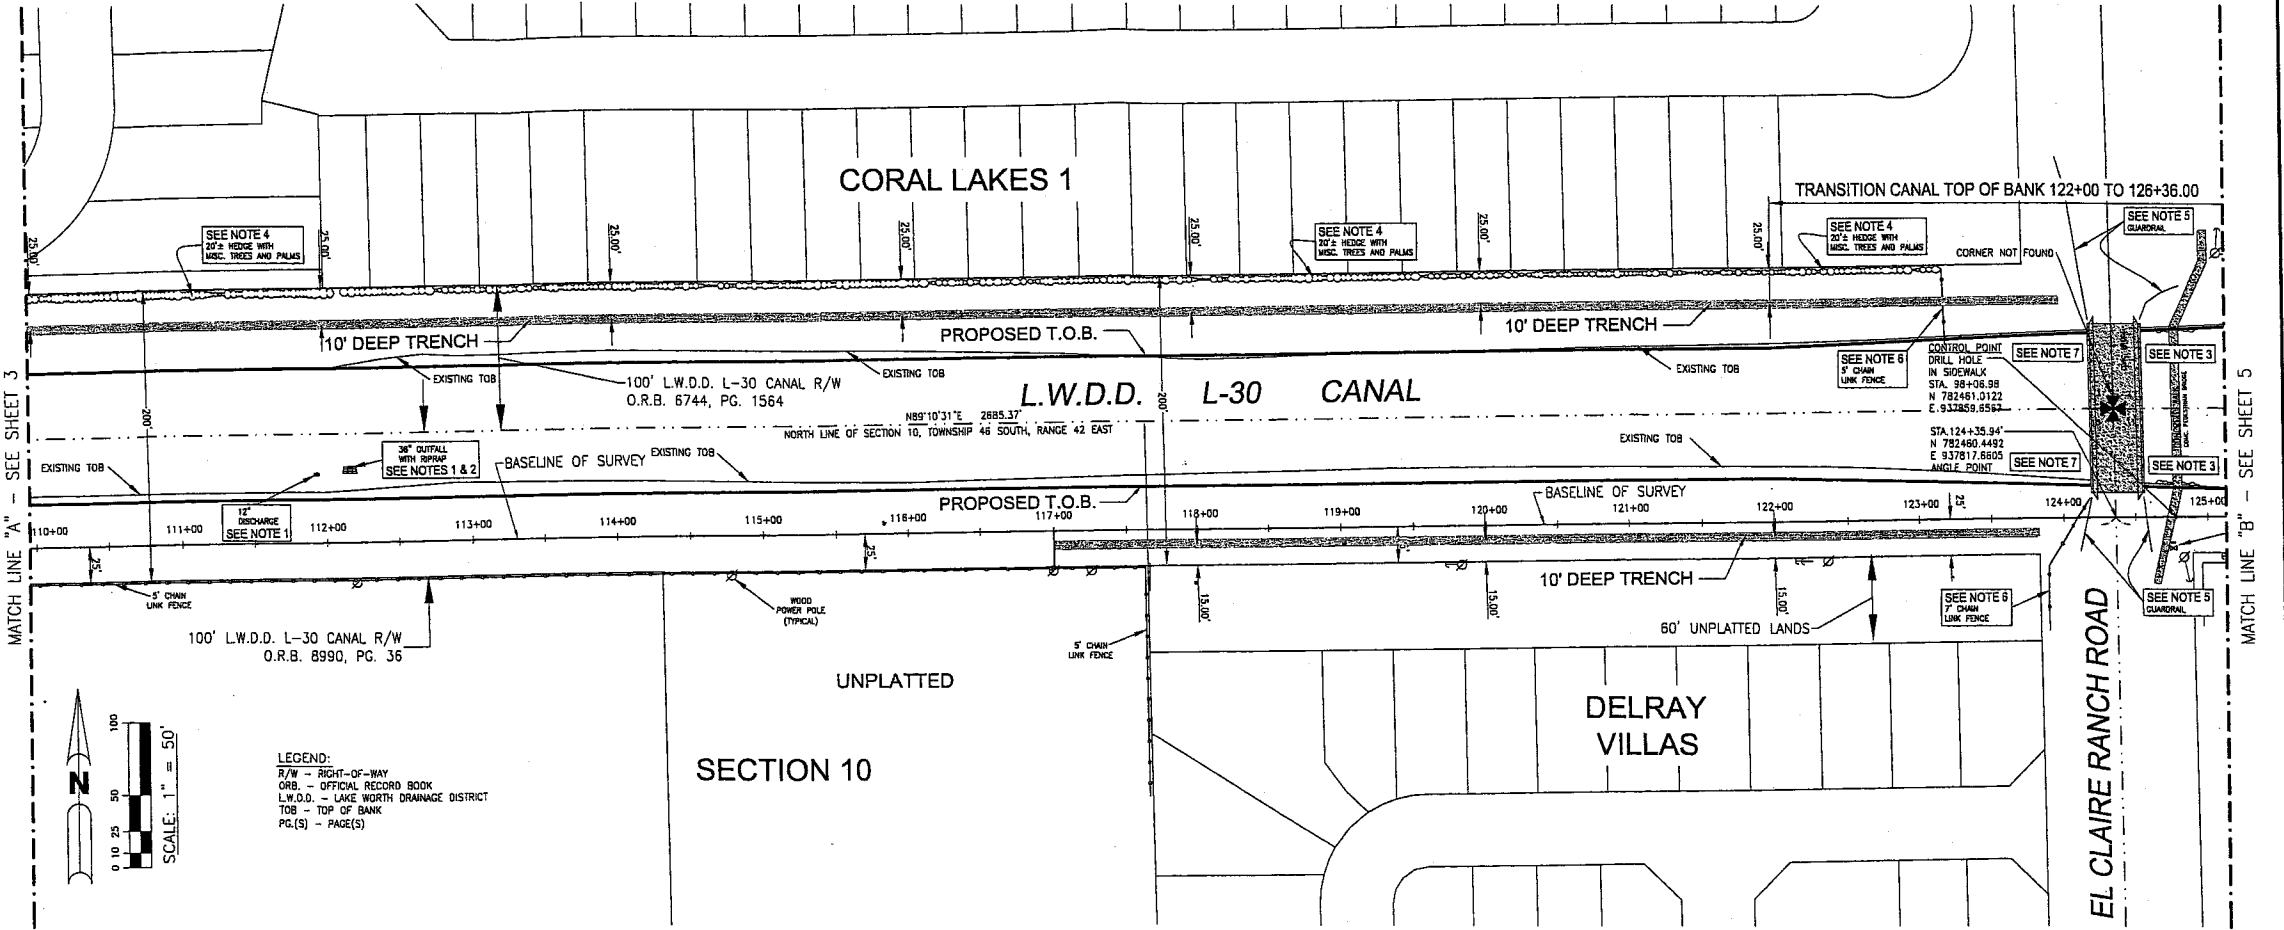 CORAL LAKES 1
TRANSITION CANAL TOP OF BANK 122+00 TO 126+36.00
SEE NOTE 4
20'± HEDGE WITH
MISC. TREES AND PALMS
SEE NOTE 4
20'± HEDGE WITH
MISC. TREES AND PALMS
SEE NOTE 4
20'± HEDGE WITH
MISC. TREES AND PALMS
SEE NOTE 5
GUARDRAIL
CORNER NOT FOUND
25.00'
25.00'
25.00'
25.00'
25.00'
25.00'
25.00'
10' DEEP TRENCH
PROPOSED T.O.B.
10' DEEP TRENCH
EXISTING TOB
100' L.W.D.D. L-30 CANAL R/W
O.R.B. 6744, PG. 1564
EXISTING TOB
EXISTING TOB
L.W.D.D. L-30 CANAL
SEE NOTE 6
5' CHAIN
LINK FENCE
CONTROL POINT
DRILL HOLE
IN SIDEWALK
STA. 98+06.98
N 782461.0122
E 937859.6567
SEE NOTE 7
SEE NOTE 3
N89°10'31"E 2685.37'
NORTH LINE OF SECTION 10, TOWNSHIP 46 SOUTH, RANGE 42 EAST
200'
200'
STA.124+35.94'
N 782460.4492
E 937817.6605
ANGLE POINT
SEE NOTE 7
SEE NOTE 3
CONC. PEDESTRIAN BRIDGE
EXISTING TOB
36" OUTFALL
WITH RIPRAP
SEE NOTES 1 & 2
BASELINE OF SURVEY
EXISTING TOB
EXISTING TOB
PROPOSED T.O.B.
BASELINE OF SURVEY
12"
DISCHARGE
SEE NOTE 1
110+00
111+00
112+00
113+00
114+00
115+00
116+00
117+00
118+00
119+00
120+00
121+00
122+00
123+00
124+00
125+00
25'
25'
25'
5' CHAIN
LINK FENCE
WOOD
POWER POLE
(TYPICAL)
10' DEEP TRENCH
15.00'
15.00'
15.00'
100' L.W.D.D. L-30 CANAL R/W
O.R.B. 8990, PG. 36
5' CHAIN
LINK FENCE
60' UNPLATTED LANDS
SEE NOTE 6
7' CHAIN
LINK FENCE
SEE NOTE 5
GUARDRAIL
UNPLATTED
SECTION 10
DELRAY
VILLAS
EL CLAIRE RANCH ROAD
MATCH LINE "A" - SEE SHEET 3
MATCH LINE "B" - SEE SHEET 5
N
0 10 25 50 100
SCALE: 1" = 50'
LEGEND:
R/W - RIGHT-OF-WAY
ORB. - OFFICIAL RECORD BOOK
L.W.D.D. - LAKE WORTH DRAINAGE DISTRICT
TOB - TOP OF BANK
PG.(S) - PAGE(S)